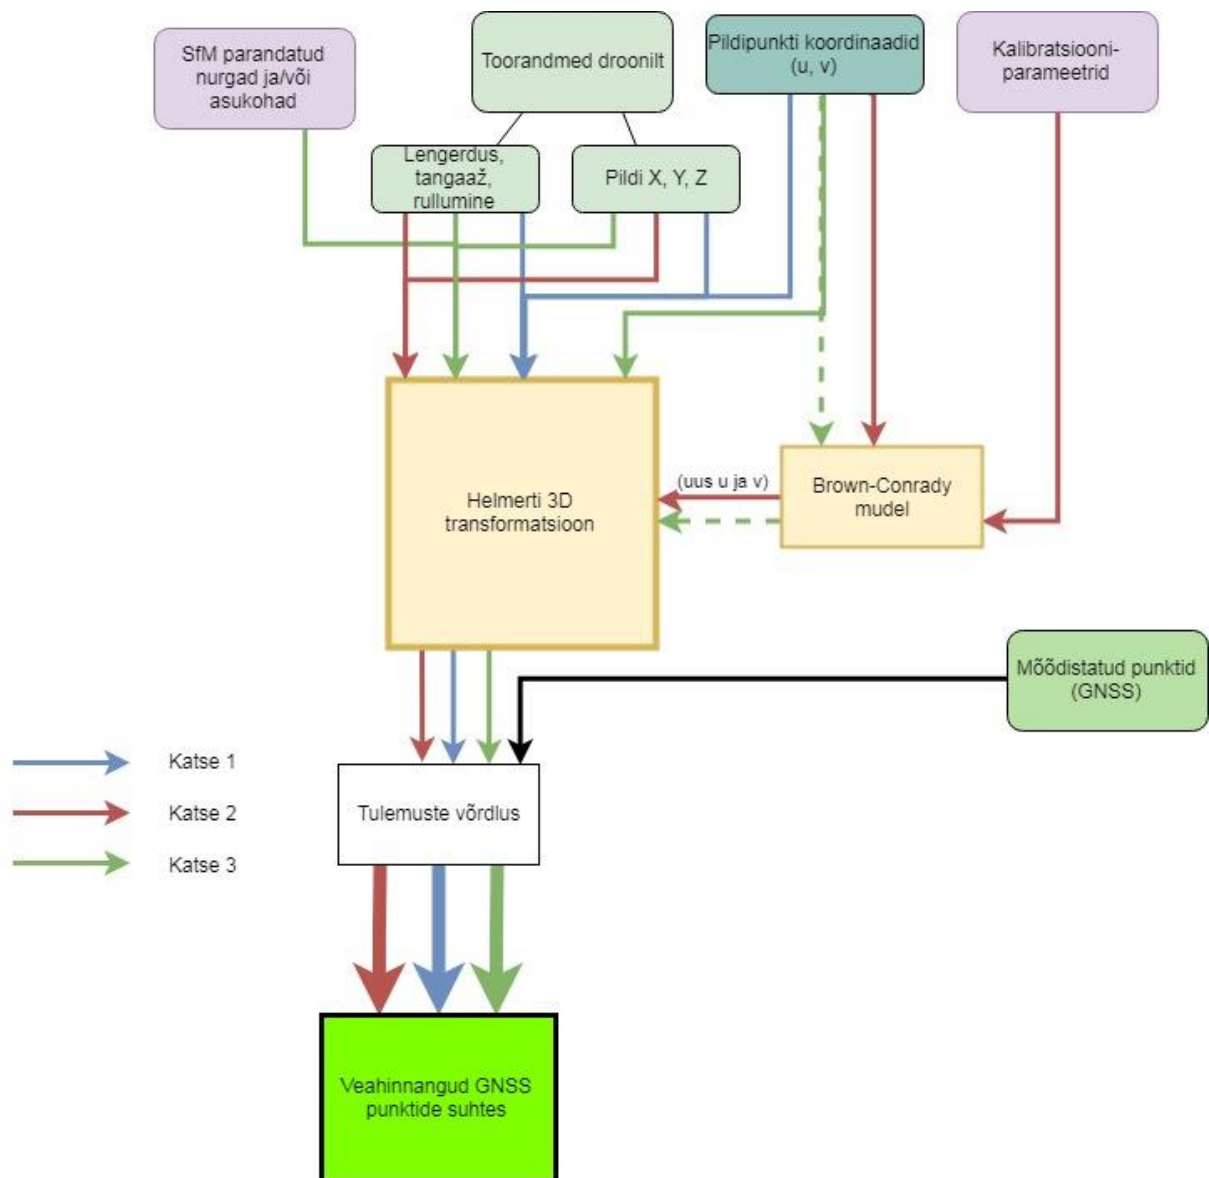 SfM parandatud
nurgad ja/või
asukohad
Toorandmed droonilt
Pildipunkti koordinaadid
(u, v)
Kalibratsiooni-
parameetrid
Lengerdus,
tangaaž,
rullumine
Pildi X, Y, Z
Helmerti 3D
transformatsioon
(uus u ja v)
Brown-Conrady
mudel
Mõõdistatud punktid
(GNSS)
Katse 1
Katse 2
Katse 3
Tulemuste võrdlus
Veahinnangud GNSS
punktide suhtes